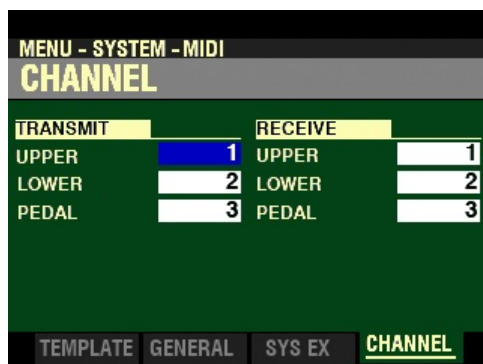 MENU - SYSTEM - MIDI
CHANNEL
TRANSMIT RECEIVE
UPPER 1 UPPER 1
LOWER 2 LOWER 2
PEDAL 3 PEDAL 3
TEMPLATE GENERAL SYS EX CHANNEL